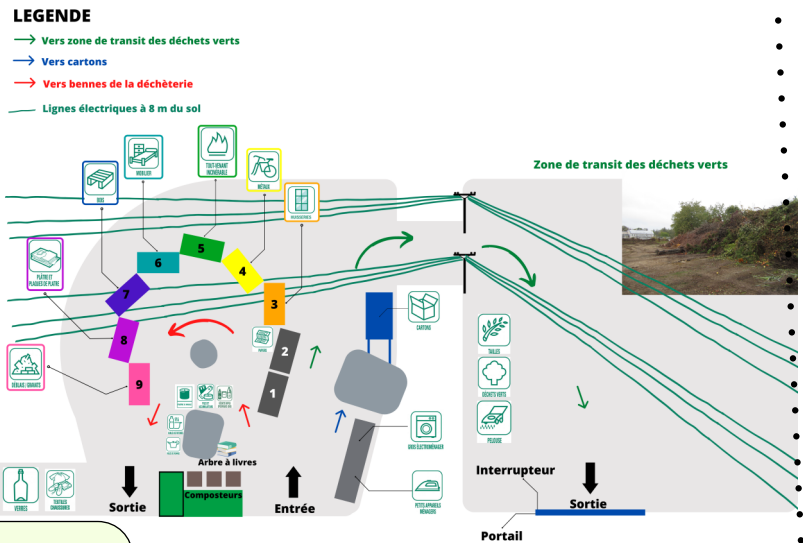 LEGENDE
Vers zone de transit des déchets verts
Vers cartons
Vers bennes de la déchèterie
Lignes électriques à 8 m du sol
Zone de transit des déchets verts
BOIS
MOBILIER
TOUT-VENANT
INCINÉRABLE
MÉTAUX
HUISSERIES
PLÂTRE ET
PLAQUES DE PLATRE
DÉBLAIS / GRAVATS
5
6
4
7
3
8
2
9
1
CARTONS
TAILLES
DÉCHETS VERTS
PELOUSE
GROS ÉLECTROMÉNAGER
PETITS APPAREILS
MÉNAGERS
Arbre à livres
Composteurs
VERRES
TEXTILES
CHAUSSURES
Sortie
Entrée
Interrupteur
Sortie
Portail